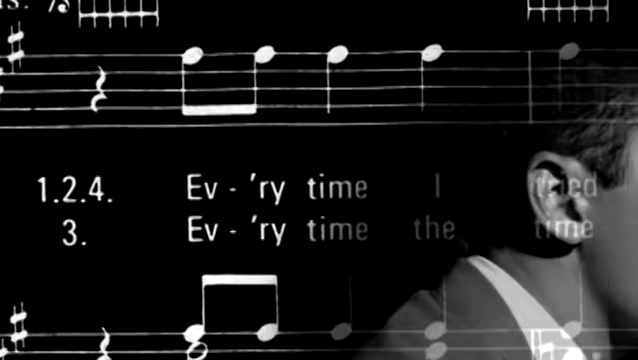 1.2.4. Ev - 'ry time I tried
3. Ev - 'ry time the time